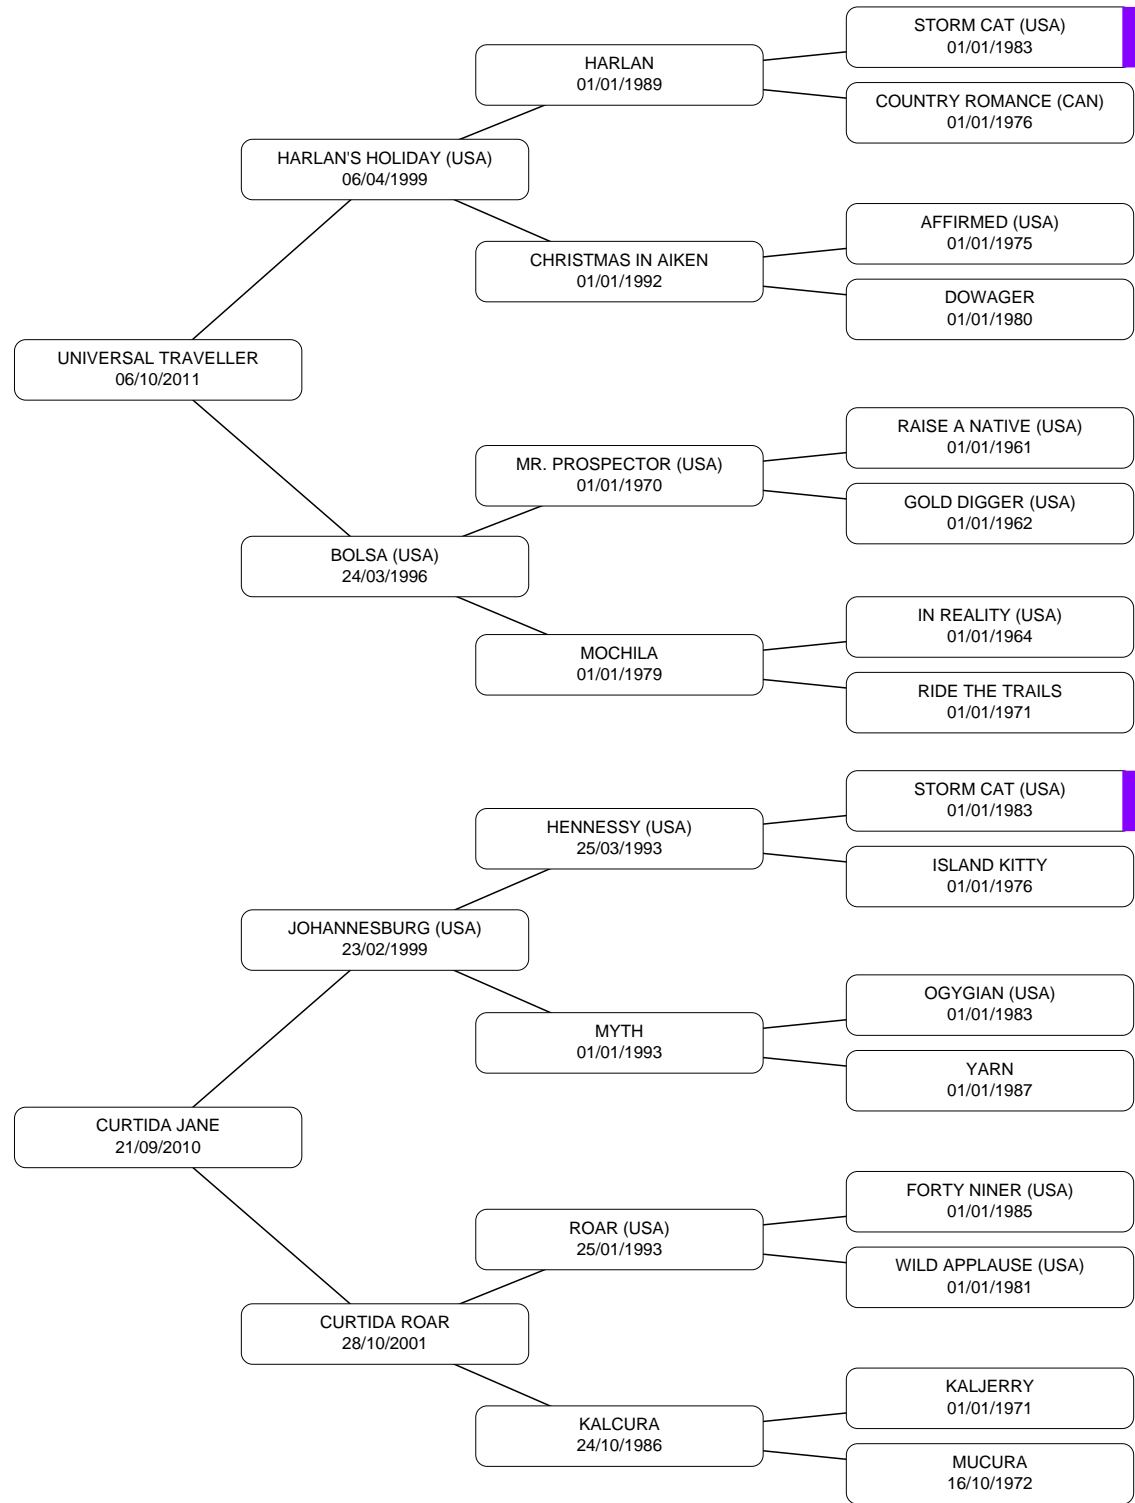 STORM CAT (USA)
01/01/1983
HARLAN
01/01/1989
COUNTRY ROMANCE (CAN)
01/01/1976
HARLAN'S HOLIDAY (USA)
06/04/1999
AFFIRMED (USA)
01/01/1975
CHRISTMAS IN AIKEN
01/01/1992
DOWAGER
01/01/1980
UNIVERSAL TRAVELLER
06/10/2011
RAISE A NATIVE (USA)
01/01/1961
MR. PROSPECTOR (USA)
01/01/1970
GOLD DIGGER (USA)
01/01/1962
BOLSA (USA)
24/03/1996
IN REALITY (USA)
01/01/1964
MOCHILA
01/01/1979
RIDE THE TRAILS
01/01/1971
STORM CAT (USA)
01/01/1983
HENNESSY (USA)
25/03/1993
ISLAND KITTY
01/01/1976
JOHANNESBURG (USA)
23/02/1999
OGYGIAN (USA)
01/01/1983
MYTH
01/01/1993
YARN
01/01/1987
CURTIDA JANE
21/09/2010
FORTY NINER (USA)
01/01/1985
ROAR (USA)
25/01/1993
WILD APPLAUSE (USA)
01/01/1981
CURTIDA ROAR
28/10/2001
KALJERRY
01/01/1971
KALCURA
24/10/1986
MUCURA
16/10/1972